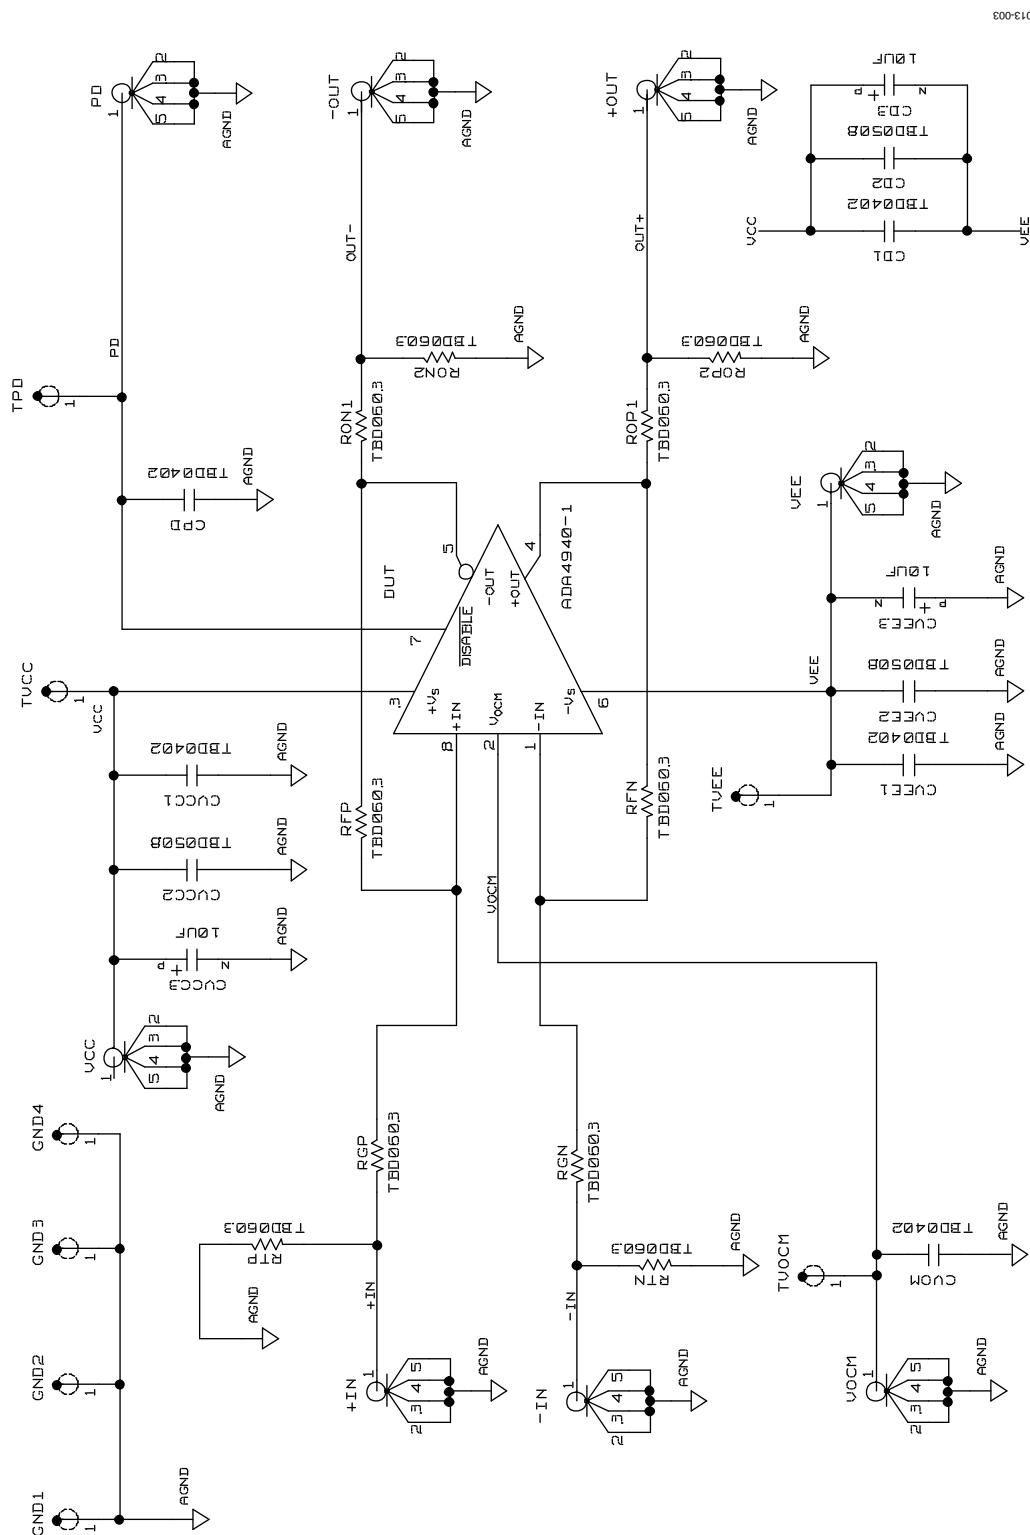 GND1
1
AGND
GND2
1
GND3
1
GND4
1
VCC
1
5
4
3
2
AGND
CVCC3
10UF
P
+
N
AGND
CVCC2
TBD0508
AGND
CVCC1
TBD0402
AGND
VCC
TVCC
1
TPD
1
CPD
TBD0402
AGND
PD
PD
1
5
4
3
2
AGND
+IN
1
2
3
4
5
AGND
+IN
AGND
RTP
TBD0603
RGP
TBD0603
RFP
TBD0603
DUT
RON1
TBD0603
RON2
TBD0603
AGND
OUT-
-OUT
1
5
4
3
2
AGND
8
+IN
2
VOCM
1
-IN
3
+VS
7
DISABLE
5
-OUT
4
+OUT
6
-VS
ADA4940-1
VOCM
-IN
1
2
3
4
5
AGND
-IN
RTN
TBD0603
AGND
RGN
TBD0603
RFN
TBD0603
ROP1
TBD0603
ROP2
TBD0603
AGND
OUT+
+OUT
1
5
4
3
2
AGND
VOCM
1
2
3
4
5
AGND
TVOCM
1
CVOM
TBD0402
AGND
TVEE
1
CVEE1
TBD0402
AGND
VEE
CVEE2
TBD0508
AGND
CVEE3
10UF
N
+
P
AGND
VEE
1
5
4
3
2
AGND
VCC
CD1
TBD0402
CD2
TBD0508
CD3
10UF
P
+
N
VEE
013-003